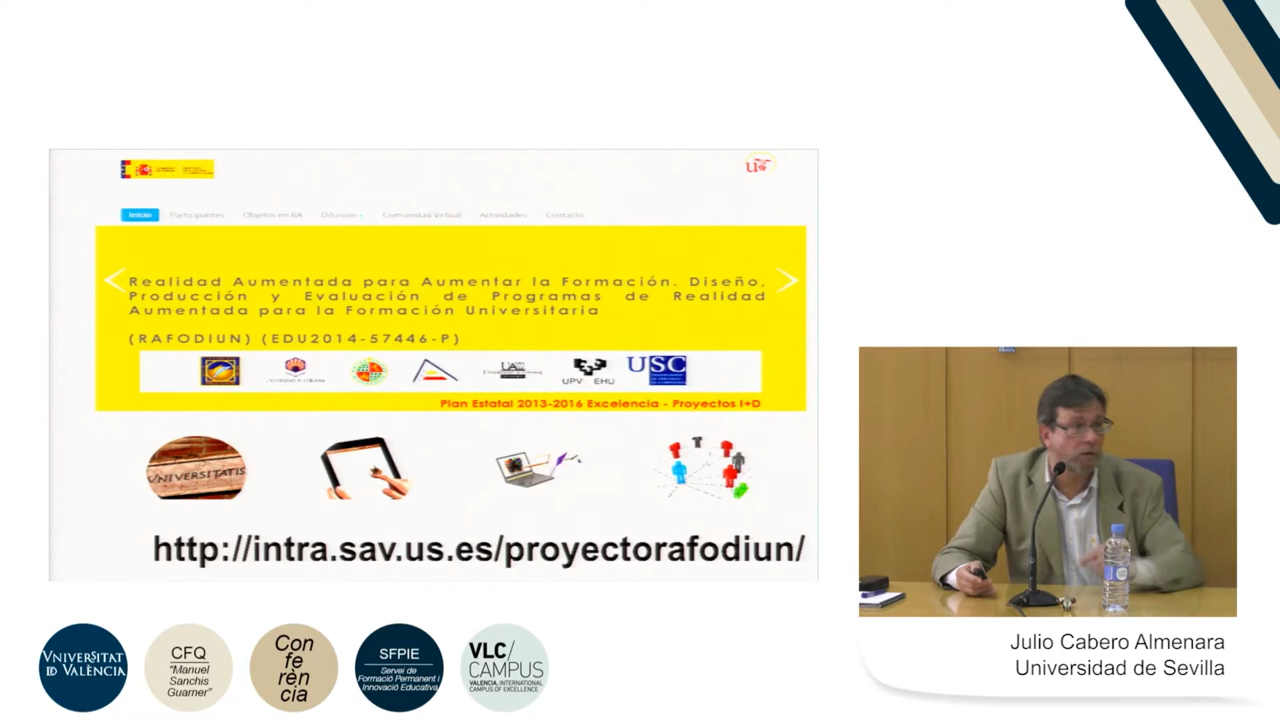 Inicio Participantes Objetos en RA Difusión Comunidad Virtual Actividades Contacto
Realidad Aumentada para Aumentar la Formación. Diseño,
Producción y Evaluación de Programas de Realidad
Aumentada para la Formación Universitaria
(RAFODIUN) (EDU2014-57446-P)
UPV EHU
USC
Plan Estatal 2013-2016 Excelencia - Proyectos I+D
VNIVERSITATIS
http://intra.sav.us.es/proyectorafodiun/
Julio Cabero Almenara
Universidad de Sevilla
VNIVERSITAT
ID VALÈNCIA
CFQ
"Manuel
Sanchis
Guarner"
Con
fe
rèn
cia
SFPIE
Servei de
Formació Permanent i
Innovació Educativa
VLC/
CAMPUS
VALENCIA, INTERNATIONAL
CAMPUS OF EXCELLENCE